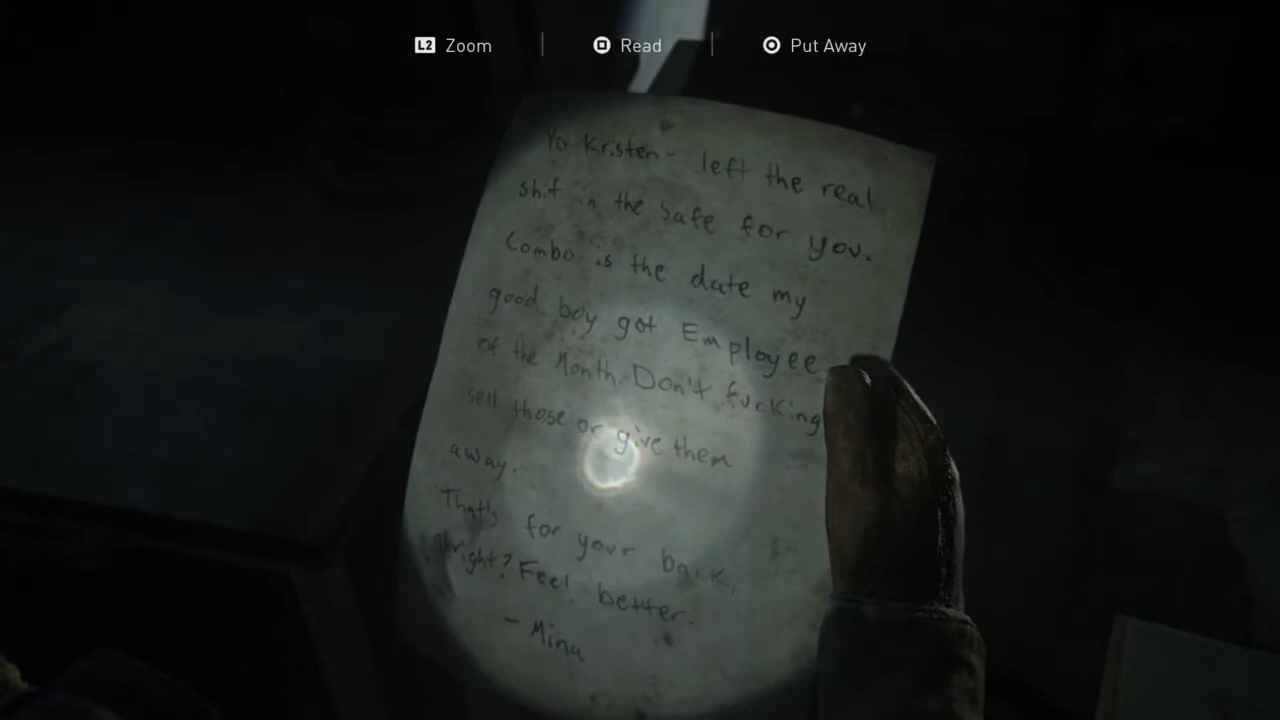 L2 Zoom | Read | Put Away
Yo Kristen - left the real
shit in the safe for you.
Combo is the date my
good boy got Employee
of the Month. Don't fucking
sell those or give them
away.
That's for your back,
alright? Feel better.
- Mina